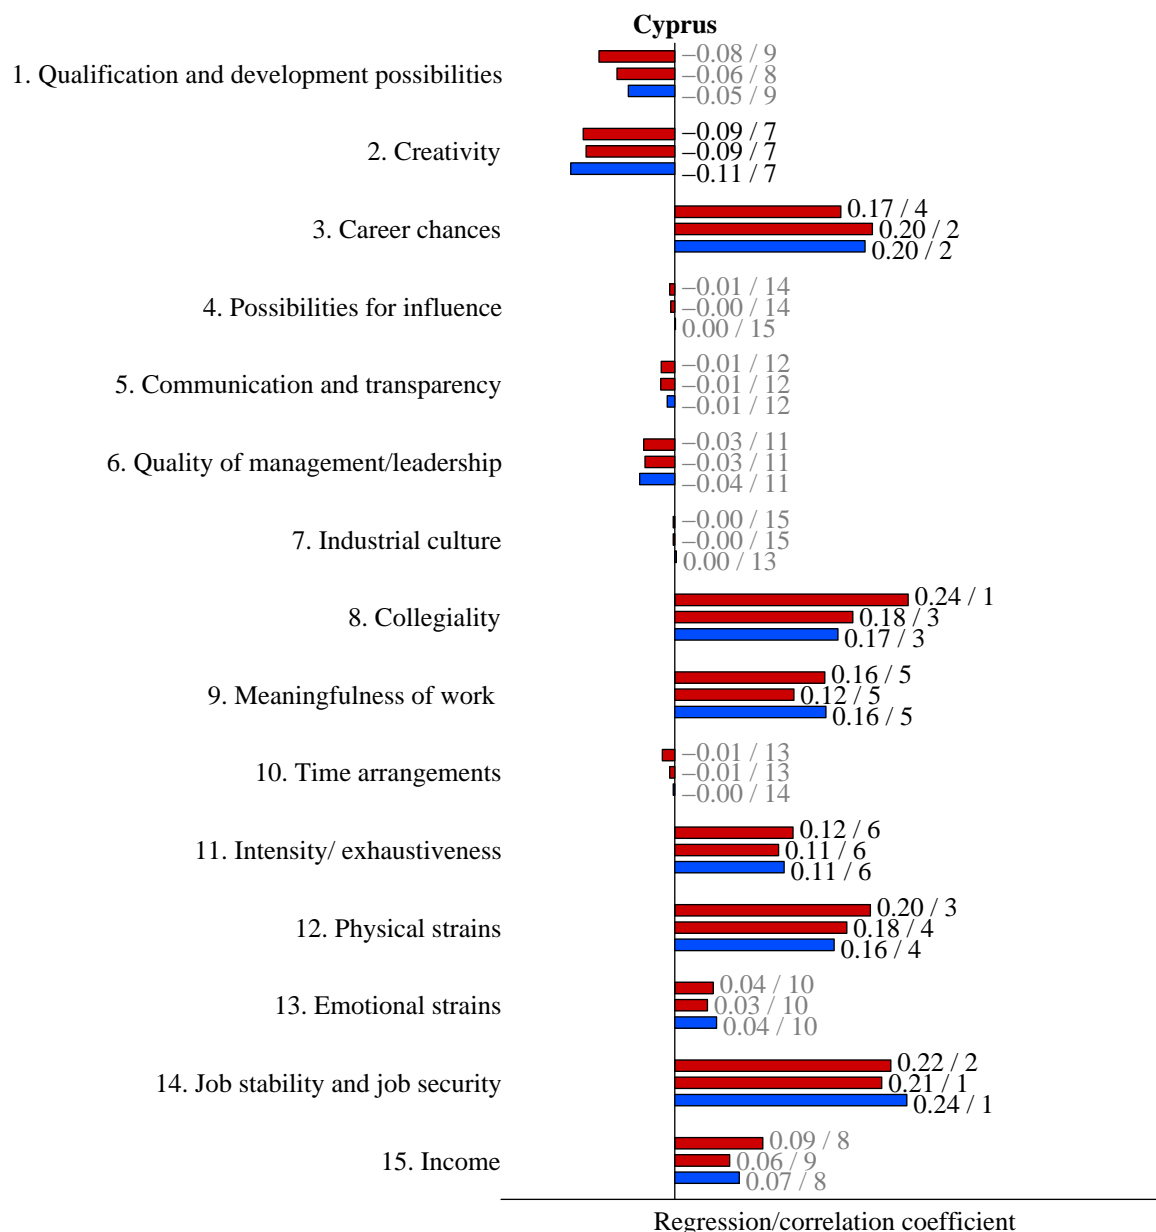 Cyprus
1. Qualification and development possibilities
–0.08 / 9
–0.06 / 8
–0.05 / 9
2. Creativity
–0.09 / 7
–0.09 / 7
–0.11 / 7
3. Career chances
0.17 / 4
0.20 / 2
0.20 / 2
4. Possibilities for influence
–0.01 / 14
–0.00 / 14
0.00 / 15
5. Communication and transparency
–0.01 / 12
–0.01 / 12
–0.01 / 12
6. Quality of management/leadership
–0.03 / 11
–0.03 / 11
–0.04 / 11
7. Industrial culture
–0.00 / 15
–0.00 / 15
0.00 / 13
8. Collegiality
0.24 / 1
0.18 / 3
0.17 / 3
9. Meaningfulness of work
0.16 / 5
0.12 / 5
0.16 / 5
10. Time arrangements
–0.01 / 13
–0.01 / 13
–0.00 / 14
11. Intensity/ exhaustiveness
0.12 / 6
0.11 / 6
0.11 / 6
12. Physical strains
0.20 / 3
0.18 / 4
0.16 / 4
13. Emotional strains
0.04 / 10
0.03 / 10
0.04 / 10
14. Job stability and job security
0.22 / 2
0.21 / 1
0.24 / 1
15. Income
0.09 / 8
0.06 / 9
0.07 / 8
Regression/correlation coefficient